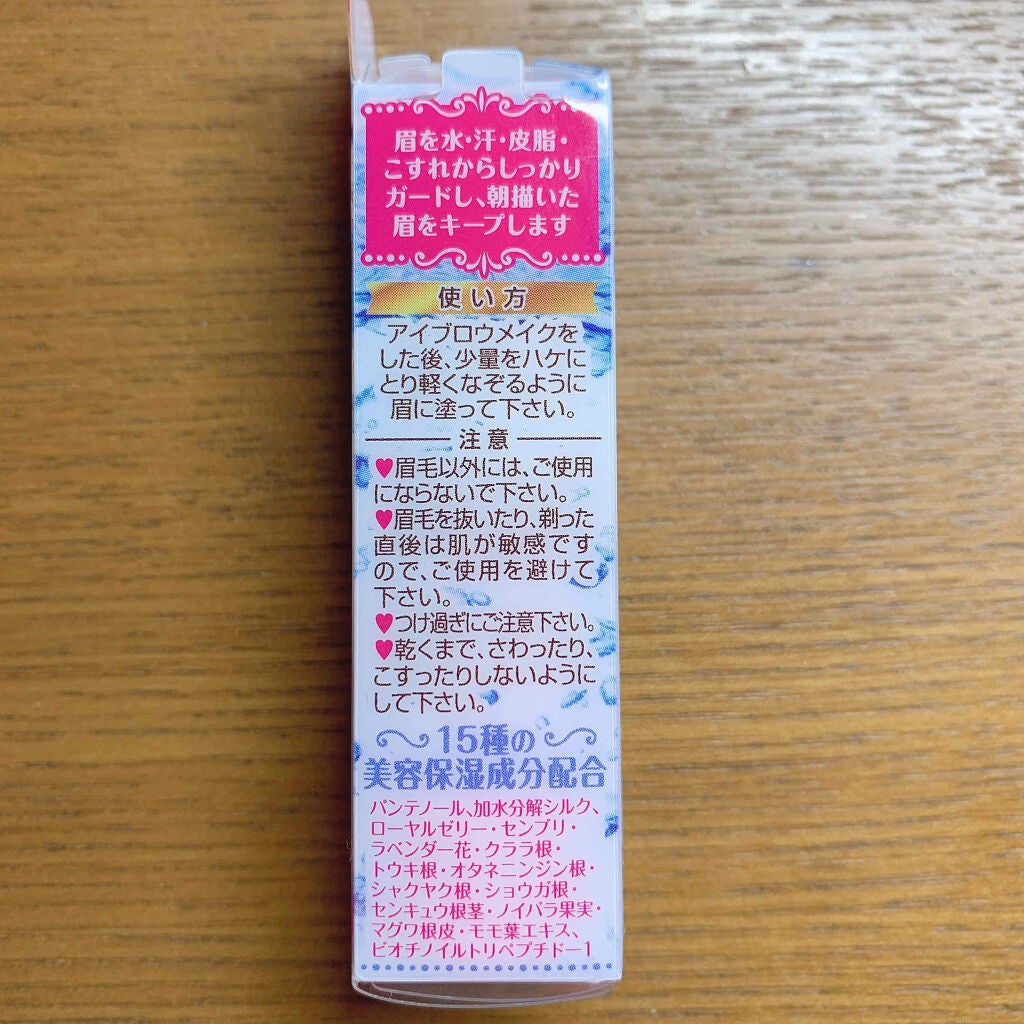 眉を水・汗・皮脂・
こすれからしっかり
ガードし、朝描いた
眉をキープします
使い方
アイブロウメイクを
した後、少量をハケに
とり軽くなぞるように
眉に塗って下さい。
注意
♥眉毛以外には、ご使用
にならないで下さい。
♥眉毛を抜いたり、剃った
直後は肌が敏感です
ので、ご使用を避けて
下さい。
♥つけ過ぎにご注意下さい。
♥乾くまで、さわったり、
こすったりしないように
して下さい。
15種の
美容保湿成分配合
パンテノール、加水分解シルク、
ローヤルゼリー・センブリ・
ラベンダー花・クララ根・
トウキ根・オタネニンジン根・
シャクヤク根・ショウガ根・
センキュウ根茎・ノイバラ果実・
マグワ根皮・モモ葉エキス、
ビオチノイルトリペプチドー1